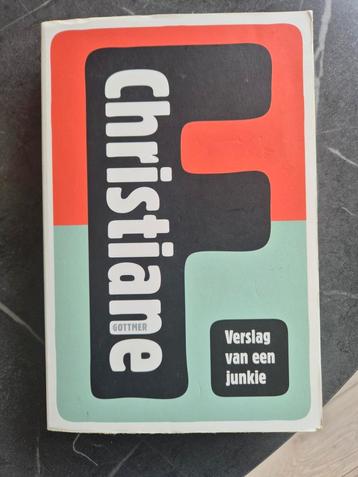 Christiane
F.
GOTTMER
Verslag
van een
junkie